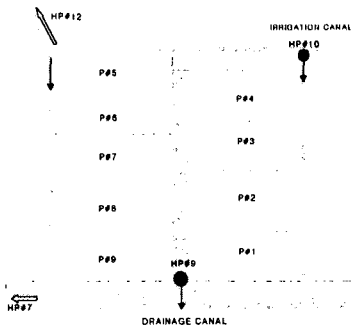 HP#12
IRRIGATION CANAL
HP#10
P#5
P#4
P#6
P#3
P#7
P#2
P#8
P#1
P#9
HP#9
HP#7
DRAINAGE CANAL